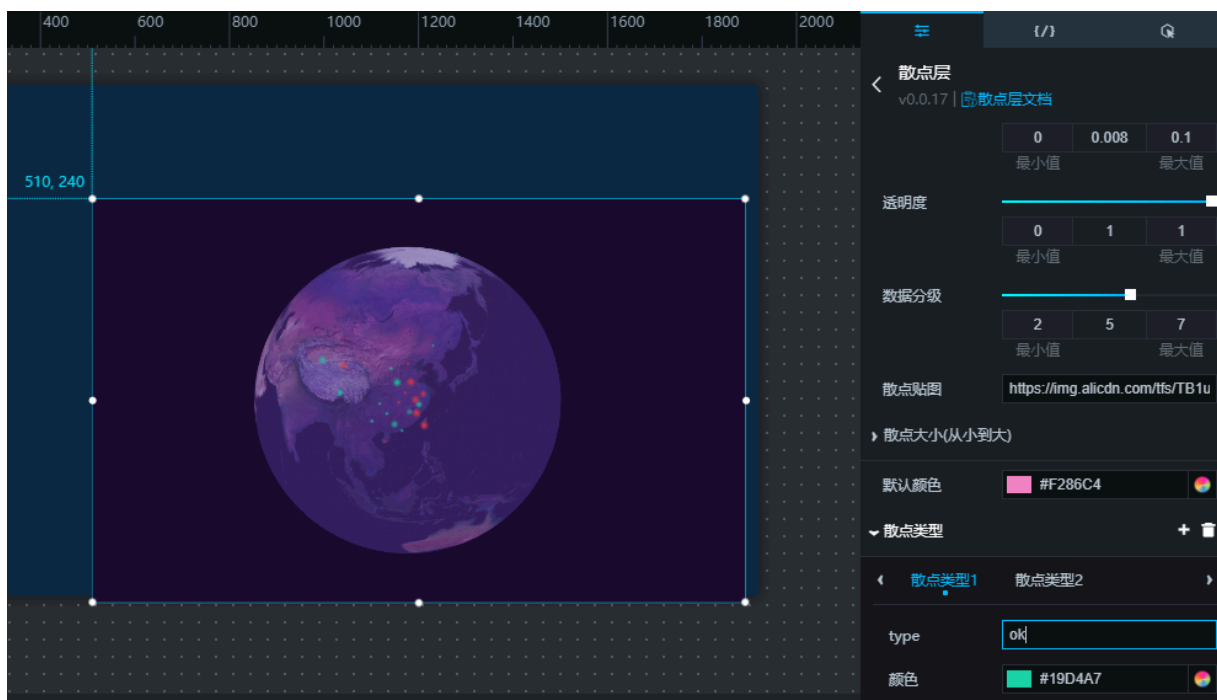 400 600 800 1000 1200 1400 1600 1800 2000
510, 240
{/}
散点层
v0.0.17 | 散点层文档
0 0.008 0.1
最小值 最大值
透明度
0 1 1
最小值 最大值
数据分级
2 5 7
最小值 最大值
散点贴图 https://img.alicdn.com/tfs/TB1u
散点大小(从小到大)
默认颜色 #F286C4
散点类型 +
散点类型1 散点类型2
type ok
颜色 #19D4A7